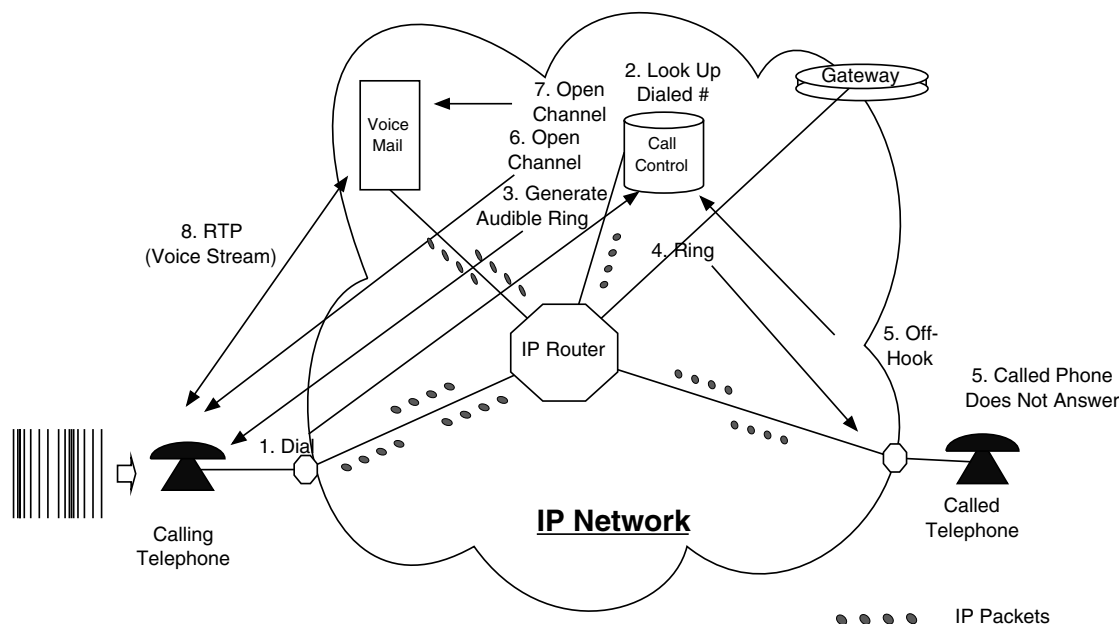 2. Look Up
Dialed #
Gateway
7. Open
Channel
Voice
Mail
6. Open
Channel
Call
Control
3. Generate
Audible Ring
8. RTP
(Voice Stream)
4. Ring
IP Router
5. Off-
Hook
5. Called Phone
Does Not Answer
1. Dial
Calling
Telephone
IP Network
Called
Telephone
IP Packets